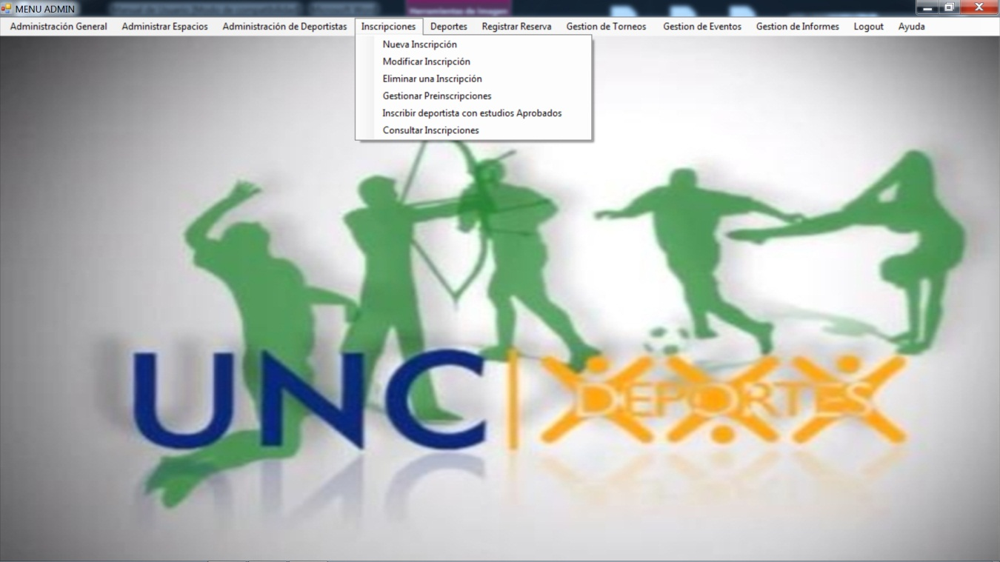 MENU ADMIN
Administración General Administrar Espacios Administración de Deportistas Inscripciones Deportes Registrar Reserva Gestion de Torneos Gestion de Eventos Gestion de Informes Logout Ayuda
Nueva Inscripción
Modificar Inscripción
Eliminar una Inscripción
Gestionar Preinscripciones
Inscribir deportista con estudios Aprobados
Consultar Inscripciones
UNC DEPORTES